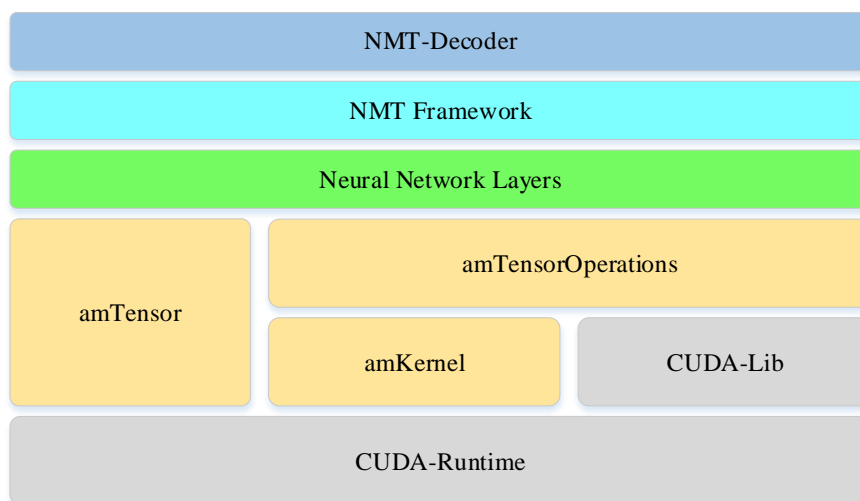 NMT-Decoder
NMT Framework
Neural Network Layers
amTensor
amTensorOperations
amKernel
CUDA-Lib
CUDA-Runtime